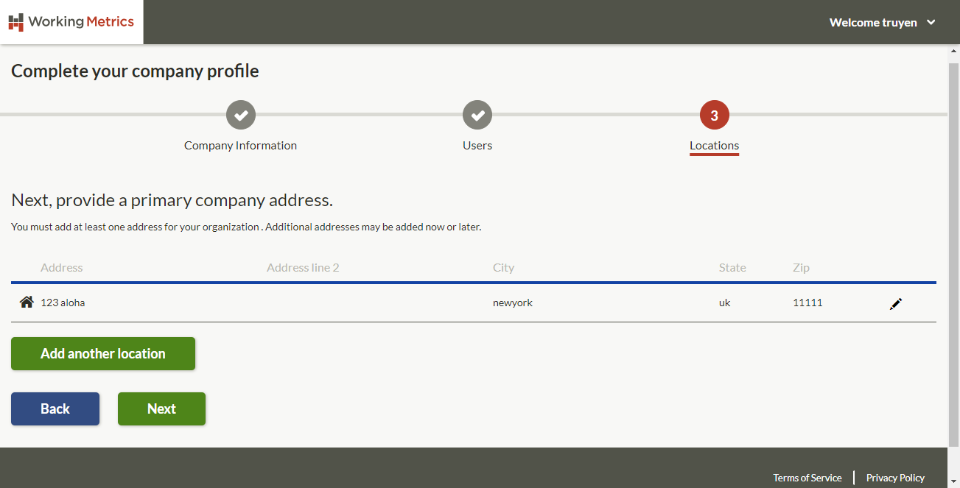 Working Metrics
Welcome truyen
Complete your company profile
3
Company Information
Users
Locations
Next, provide a primary company address.
You must add at least one address for your organization . Additional addresses may be added now or later.
Address Address line 2 City State Zip
123 aloha newyork uk 11111
Add another location
Back Next
Terms of Service | Privacy Policy